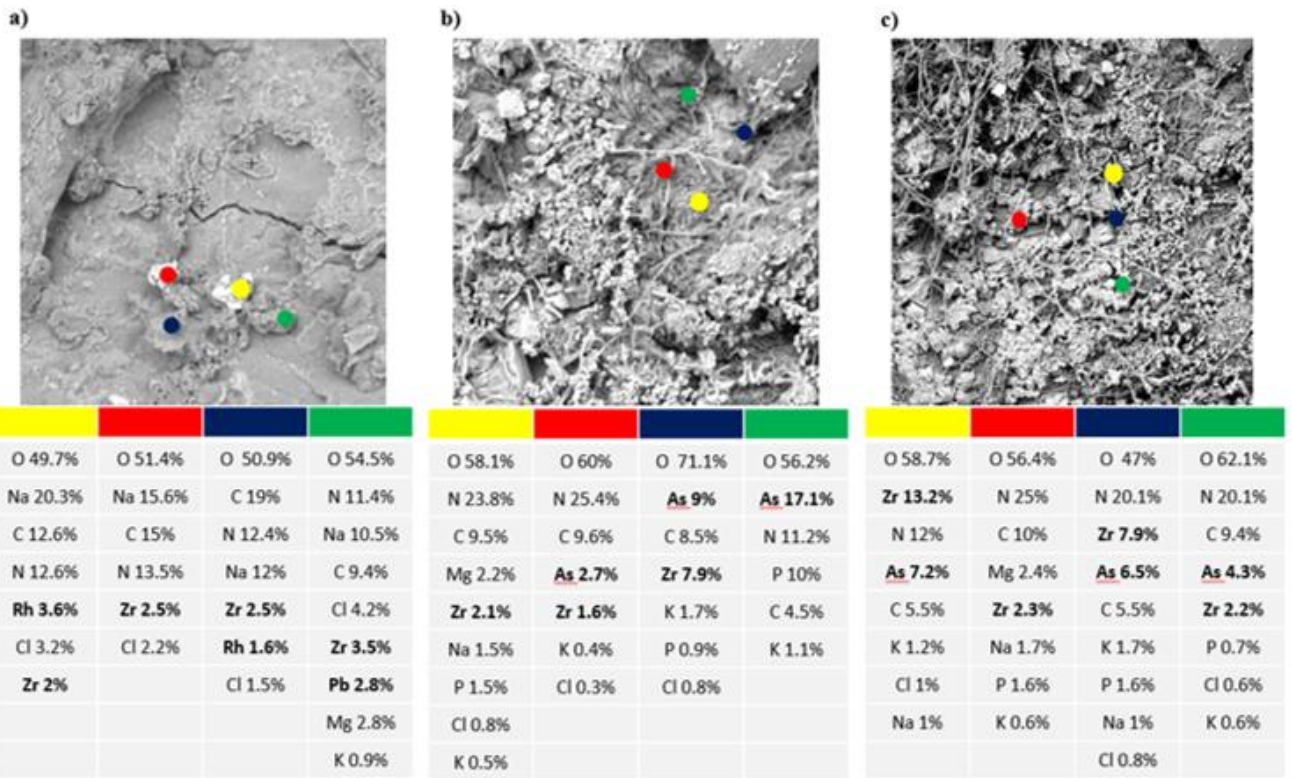 a) b) c)
O 49.7% O 51.4% O 50.9% O 54.5% O 58.1% O 60% O 71.1% O 56.2% O 58.7% O 56.4% O 47% O 62.1%
Na 20.3% Na 15.6% C 19% N 11.4% N 23.8% N 25.4% As 9% As 17.1% Zr 13.2% N 25% N 20.1% N 20.1%
C 12.6% C 15% N 12.4% Na 10.5% C 9.5% C 9.6% C 8.5% N 11.2% N 12% C 10% Zr 7.9% C 9.4%
N 12.6% N 13.5% Na 12% C 9.4% Mg 2.2% As 2.7% Zr 7.9% P 10% As 7.2% Mg 2.4% As 6.5% As 4.3%
Rh 3.6% Zr 2.5% Zr 2.5% Cl 4.2% Zr 2.1% Zr 1.6% K 1.7% C 4.5% C 5.5% Zr 2.3% C 5.5% Zr 2.2%
Cl 3.2% Cl 2.2% Rh 1.6% Zr 3.5% Na 1.5% K 0.4% P 0.9% K 1.1% K 1.2% Na 1.7% K 1.7% P 0.7%
Zr 2% Cl 1.5% Pb 2.8% P 1.5% Cl 0.3% Cl 0.8% Cl 1% P 1.6% P 1.6% Cl 0.6%
Mg 2.8% Cl 0.8% Na 1% K 0.6% Na 1% K 0.6%
K 0.9% K 0.5% Cl 0.8%